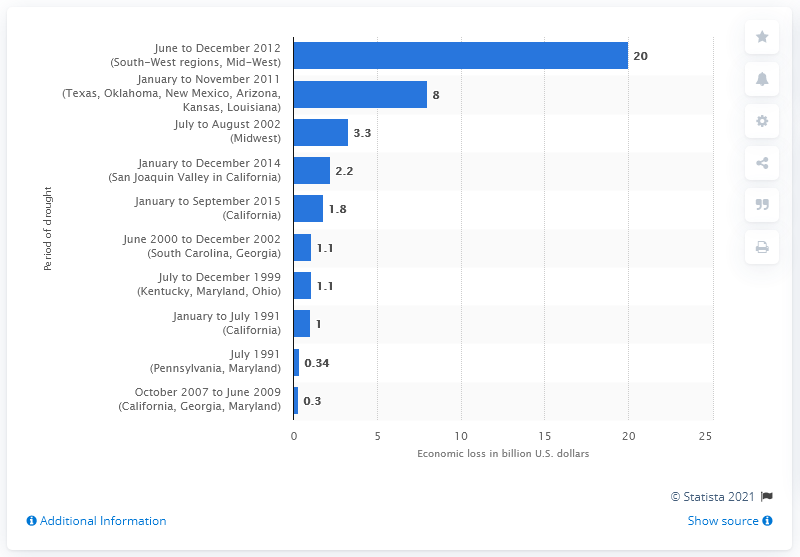 June to December 2012
(South-West regions, Mid-West)
20
January to November 2011
(Texas, Oklahoma, New Mexico, Arizona,
Kansas, Louisiana)
8
July to August 2002
(Midwest)
3.3
January to December 2014
(San Joaquin Valley in California)
2.2
January to September 2015
(California)
1.8
June 2000 to December 2002
(South Carolina, Georgia)
1.1
July to December 1999
(Kentucky, Maryland, Ohio)
1.1
January to July 1991
(California)
1
July 1991
(Pennsylvania, Maryland)
0.34
October 2007 to June 2009
(California, Georgia, Maryland)
0.3
Period of drought
0 5 10 15 20 25
Economic loss in billion U.S. dollars
© Statista 2021
Additional Information
Show source